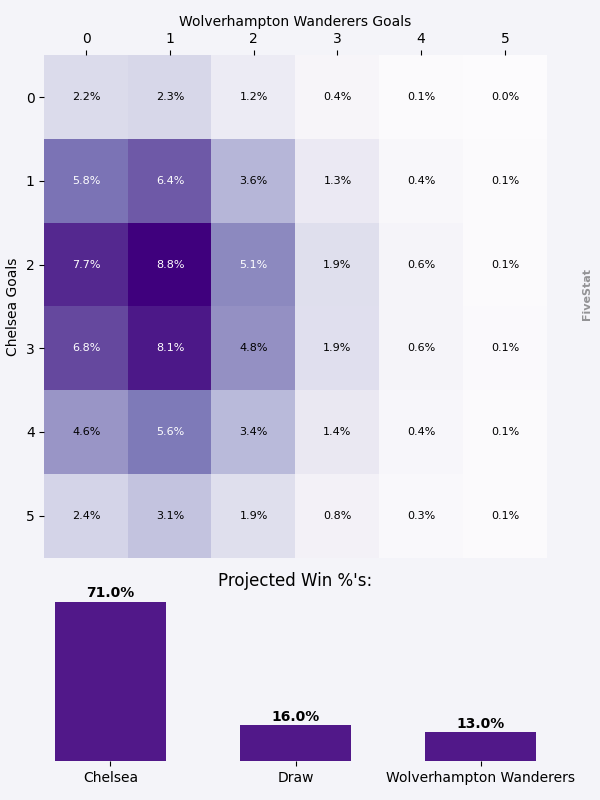 Wolverhampton Wanderers Goals
0 1 2 3 4 5
0 2.2% 2.3% 1.2% 0.4% 0.1% 0.0%
1 5.8% 6.4% 3.6% 1.3% 0.4% 0.1%
2 7.7% 8.8% 5.1% 1.9% 0.6% 0.1%
3 6.8% 8.1% 4.8% 1.9% 0.6% 0.1%
4 4.6% 5.6% 3.4% 1.4% 0.4% 0.1%
5 2.4% 3.1% 1.9% 0.8% 0.3% 0.1%
Chelsea Goals
FiveStat
Projected Win %'s:
71.0% 16.0% 13.0%
Chelsea Draw Wolverhampton Wanderers